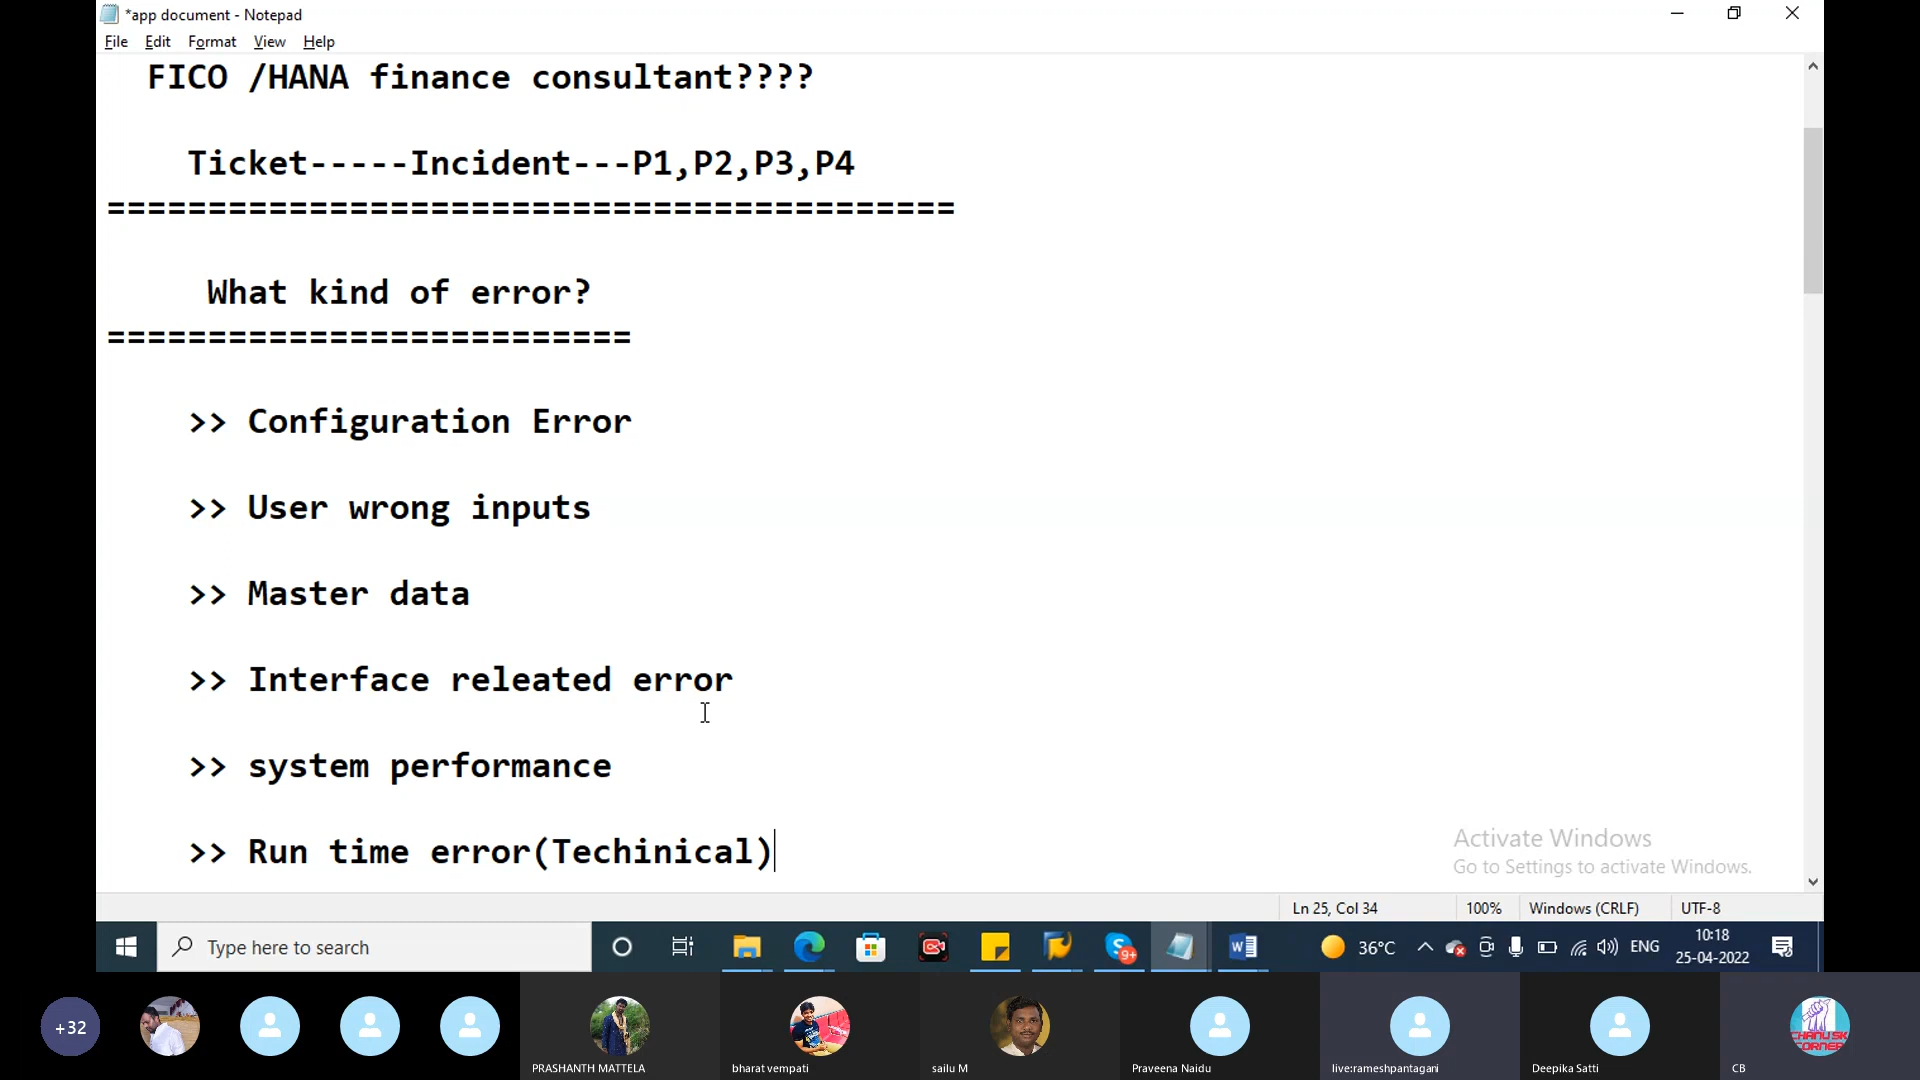 *app document - Notepad
File Edit Format View Help
FICO /HANA finance consultant????
Ticket-----Incident---P1,P2,P3,P4
==========================================
What kind of error?
==========================
>> Configuration Error
>> User wrong inputs
>> Master data
>> Interface releated error
>> system performance
>> Run time error(Techinical)
Activate Windows
Go to Settings to activate Windows.
Ln 25, Col 34 100% Windows (CRLF) UTF-8
Type here to search
9+
W
36°C
ENG
10:18
25-04-2022
+32
PRASHANTH MATTELA
bharat vempati
sailu M
Praveena Naidu
live:rameshpantagani
Deepika Satti
CHANUSK
CORNER
CB